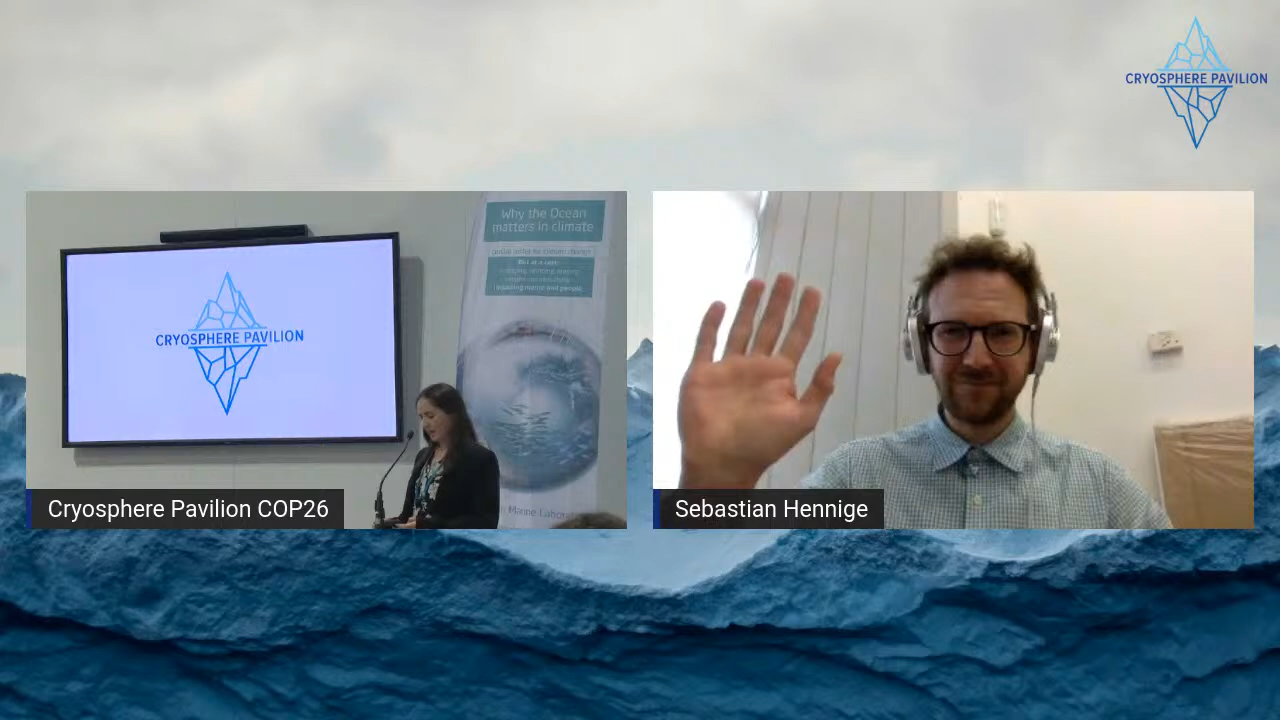 CRYOSPHERE PAVILION
Why the Ocean
matters in climate
CRYOSPHERE PAVILION
Cryosphere Pavilion COP26
Sebastian Hennige